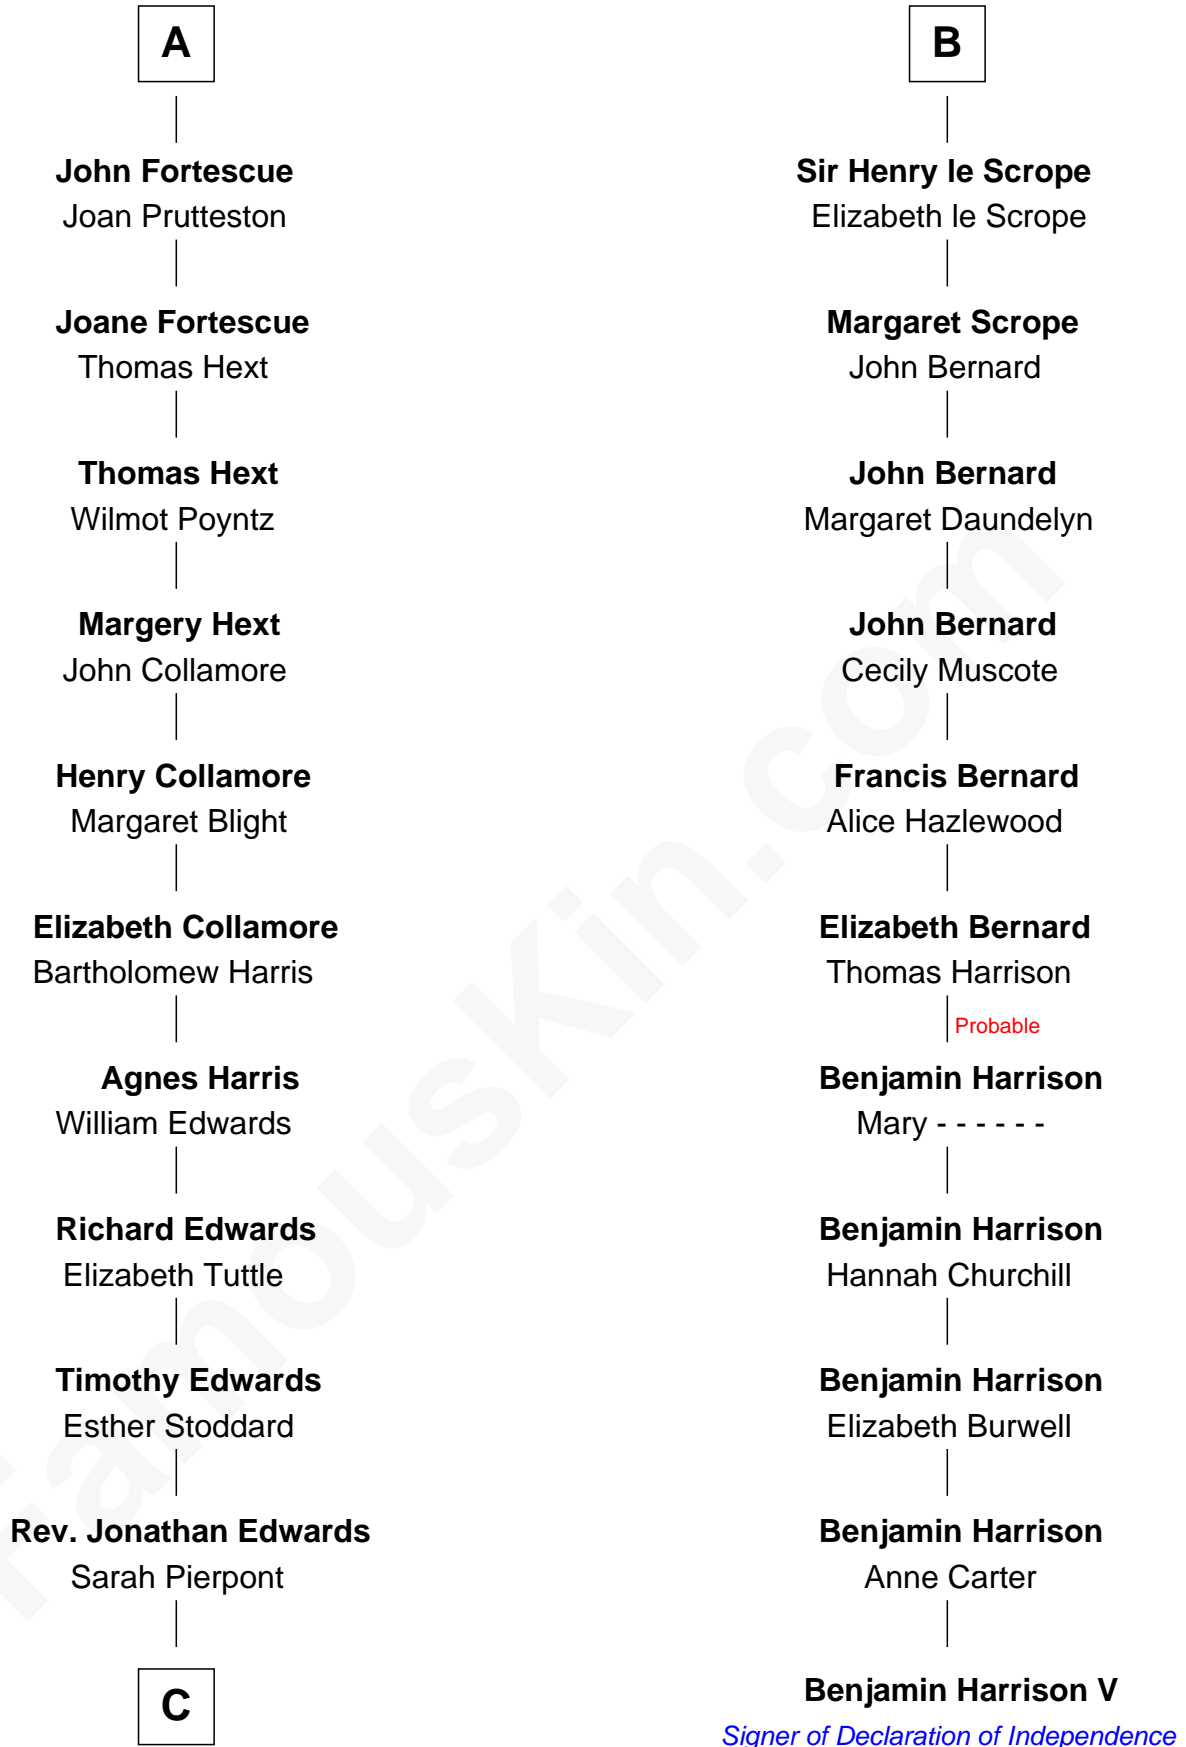 A
John Fortescue
Joan Prutteston
Joane Fortescue
Thomas Hext
Thomas Hext
Wilmot Poyntz
Margery Hext
John Collamore
Henry Collamore
Margaret Blight
Elizabeth Collamore
Bartholomew Harris
Agnes Harris
William Edwards
Richard Edwards
Elizabeth Tuttle
Timothy Edwards
Esther Stoddard
Rev. Jonathan Edwards
Sarah Pierpont
C
B
Sir Henry le Scrope
Elizabeth le Scrope
Margaret Scrope
John Bernard
John Bernard
Margaret Daundelyn
John Bernard
Cecily Muscote
Francis Bernard
Alice Hazlewood
Elizabeth Bernard
Thomas Harrison
Probable
Benjamin Harrison
Mary - - - - - -
Benjamin Harrison
Hannah Churchill
Benjamin Harrison
Elizabeth Burwell
Benjamin Harrison
Anne Carter
Benjamin Harrison V
Signer of Declaration of Independence
FamousKin.com